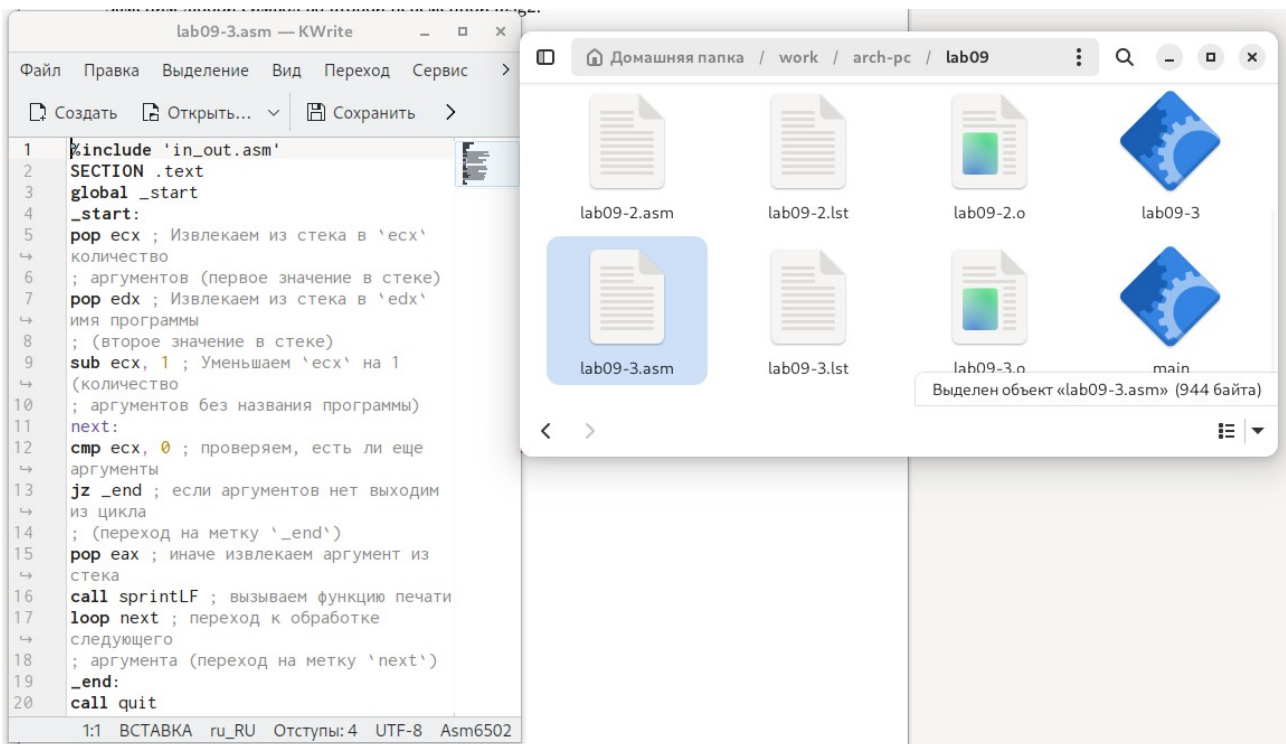 lab09-3.asm — KWrite
Файл Правка Выделение Вид Переход Сервис
Создать Открыть... Сохранить
1 %include 'in_out.asm'
2 SECTION .text
3 global _start
4 _start:
5 pop ecx ; Извлекаем из стека в `ecx`
количество
6 ; аргументов (первое значение в стеке)
7 pop edx ; Извлекаем из стека в `edx`
имя программы
8 ; (второе значение в стеке)
9 sub ecx, 1 ; Уменьшаем `ecx` на 1
(количество
10 ; аргументов без названия программы)
11 next:
12 cmp ecx, 0 ; проверяем, есть ли еще
аргументы
13 jz _end ; если аргументов нет выходим
из цикла
14 ; (переход на метку `_end`)
15 pop eax ; иначе извлекаем аргумент из
стека
16 call sprintLF ; вызываем функцию печати
17 loop next ; переход к обработке
следующего
18 ; аргумента (переход на метку `next`)
19 _end:
20 call quit
1:1 ВСТАВКА ru_RU Отступы: 4 UTF-8 Asm6502
Домашняя папка / work / arch-pc / lab09
lab09-2.asm lab09-2.lst lab09-2.o lab09-3
lab09-3.asm lab09-3.lst lab09-3.o main
Выделен объект «lab09-3.asm» (944 байта)